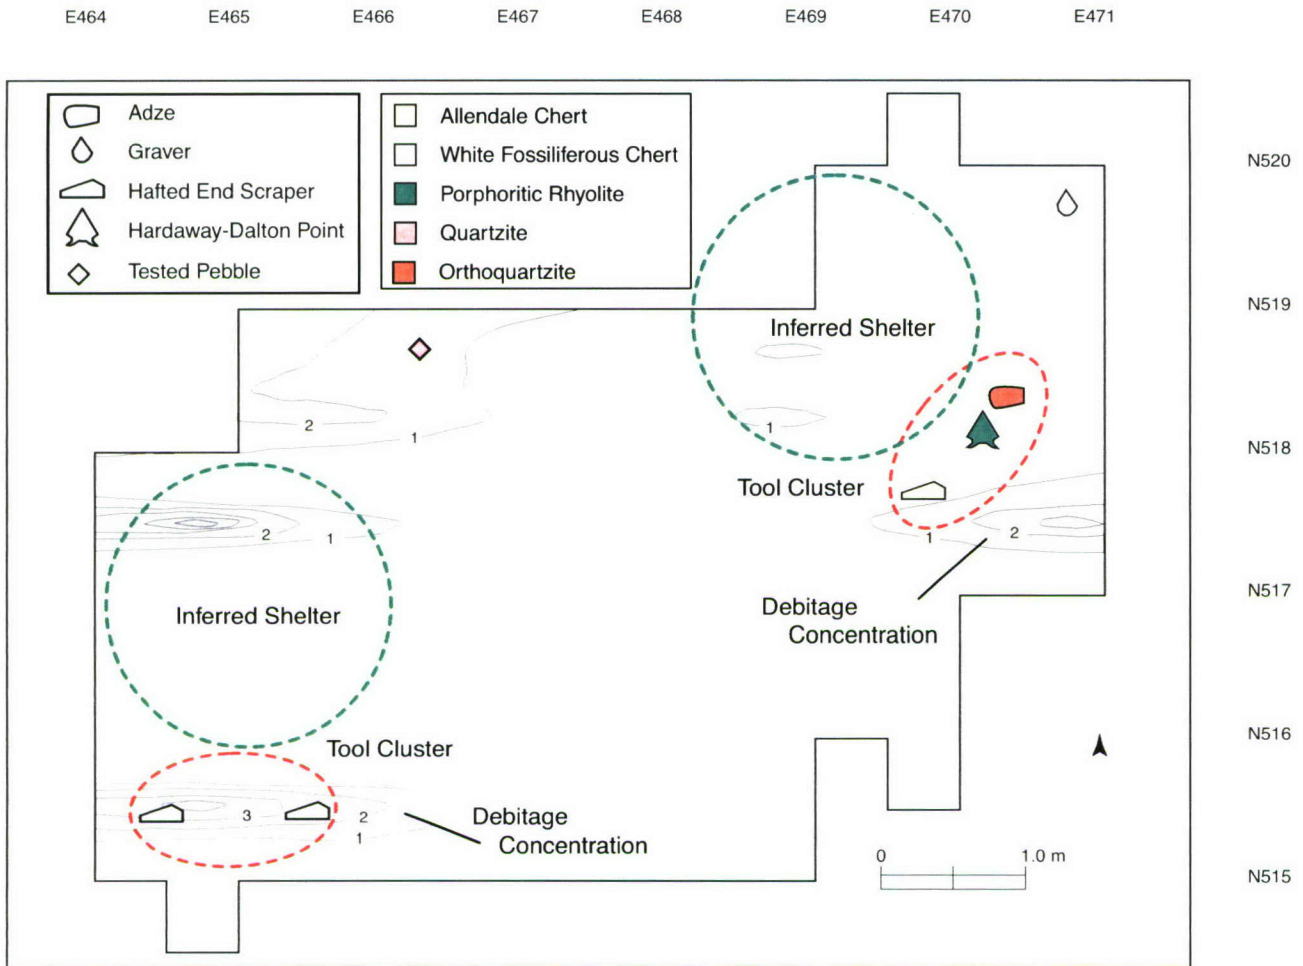 E464 E465 E466 E467 E468 E469 E470 E471
Adze
Graver
Hafted End Scraper
Hardaway-Dalton Point
Tested Pebble
Allendale Chert
White Fossiliferous Chert
Porphoritic Rhyolite
Quartzite
Orthoquartzite
N520
N519
N518
N517
N516
N515
Inferred Shelter
2
1
1
Tool Cluster
2
1
1
2
Inferred Shelter
Debitage
Concentration
Tool Cluster
3
2
1
Debitage
Concentration
0 1.0 m